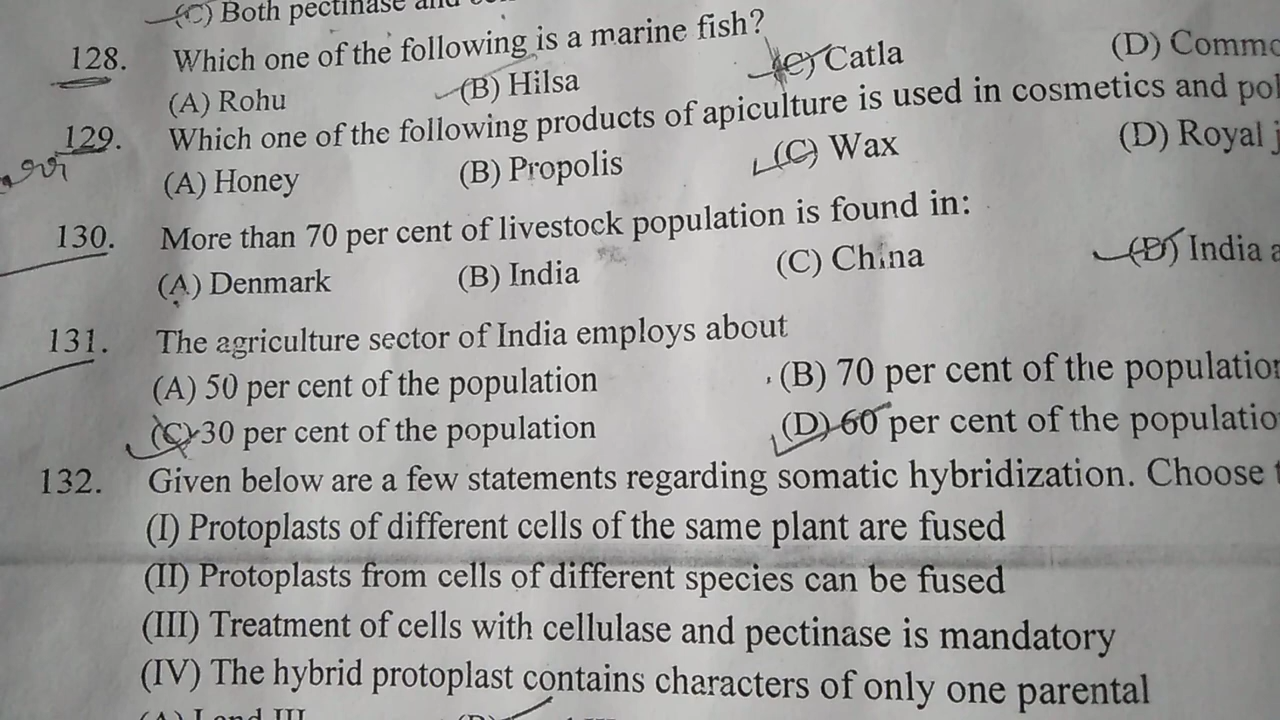 (C) Both pectinase
128. Which one of the following is a marine fish?
(A) Rohu (B) Hilsa (C) Catla (D)
129. Which one of the following products of apiculture is used in cosmetics and
(A) Honey (B) Propolis (C) Wax (D) Royal
130. More than 70 per cent of livestock population is found in:
(A) Denmark (B) India (C) China (D) India
131. The agriculture sector of India employs about
(A) 50 per cent of the population (B) 70 per cent of the population
(C) 30 per cent of the population (D) 60 per cent of the populatio
132. Given below are a few statements regarding somatic hybridization. Choose
(I) Protoplasts of different cells of the same plant are fused
(II) Protoplasts from cells of different species can be fused
(III) Treatment of cells with cellulase and pectinase is mandatory
(IV) The hybrid protoplast contains characters of only one parental
(A) I and III